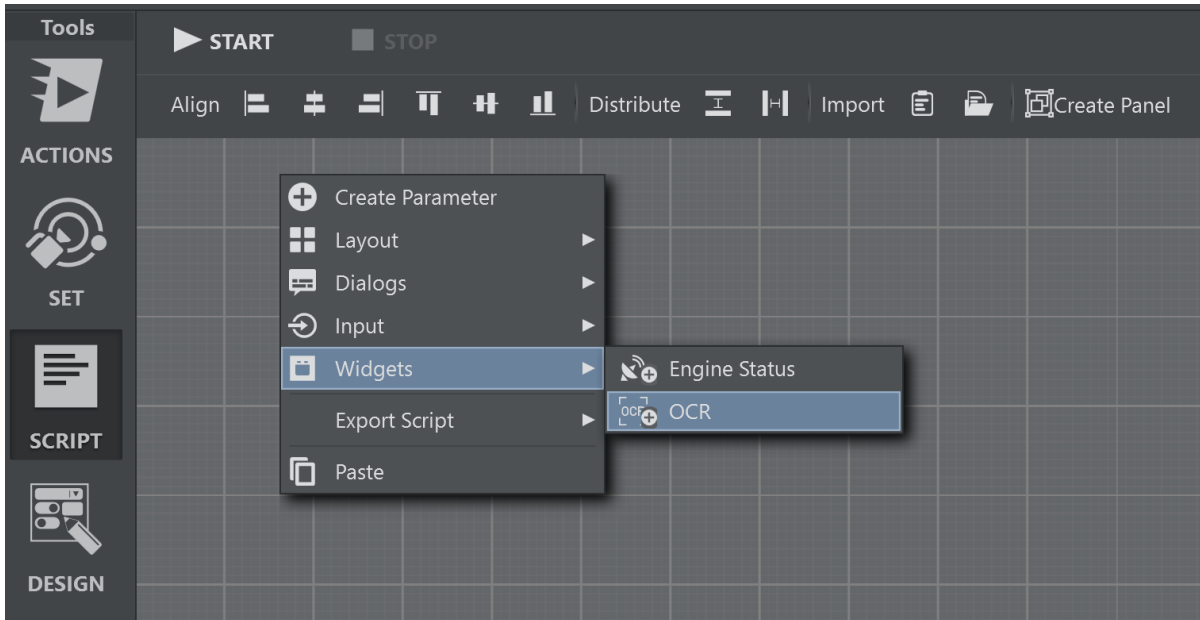 Tools
START STOP
Align Distribute Import Create Panel
ACTIONS
SET
SCRIPT
DESIGN
Create Parameter
Layout
Dialogs
Input
Widgets
Export Script
Paste
Engine Status
OCR OCR